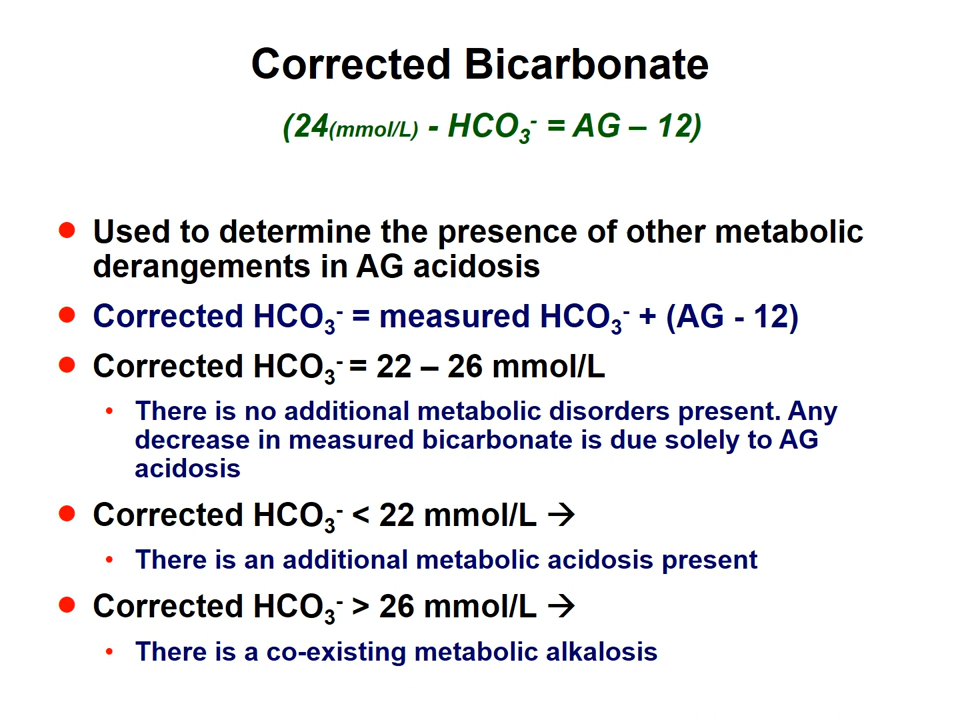 Corrected Bicarbonate
(24(mmol/L) - HCO3- = AG – 12)
● Used to determine the presence of other metabolic
derangements in AG acidosis
● Corrected HCO3- = measured HCO3- + (AG - 12)
● Corrected HCO3- = 22 – 26 mmol/L
• There is no additional metabolic disorders present. Any
decrease in measured bicarbonate is due solely to AG
acidosis
● Corrected HCO3- < 22 mmol/L →
• There is an additional metabolic acidosis present
● Corrected HCO3- > 26 mmol/L →
• There is a co-existing metabolic alkalosis